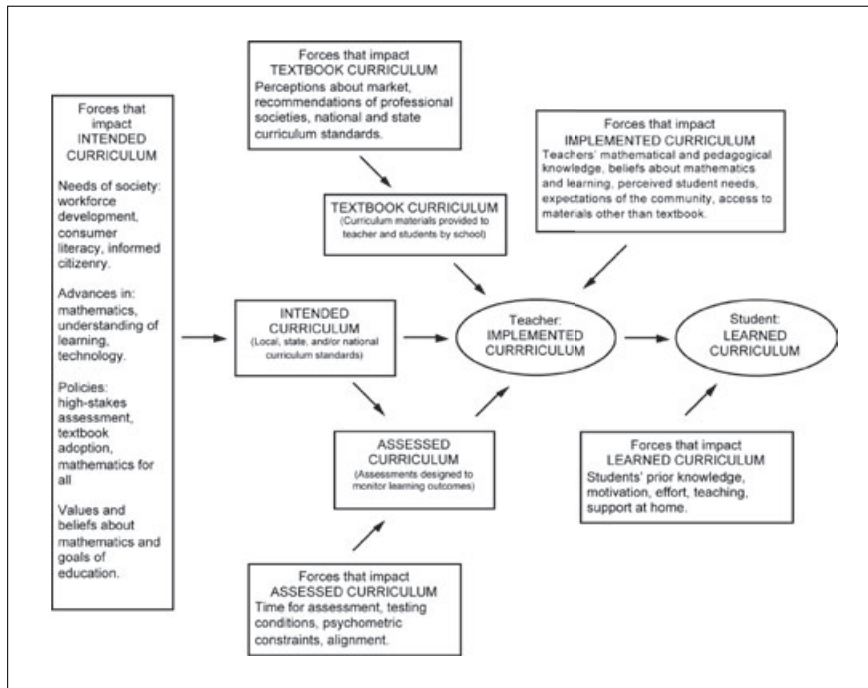 Forces that impact
TEXTBOOK CURRICULUM
Perceptions about market,
recommendations of professional
societies, national and state
curriculum standards.
Forces that
impact
INTENDED
CURRICULUM
Needs of society:
workforce
development,
consumer
literacy, informed
citizenry.
Advances in:
mathematics,
understanding of
learning,
technology.
Policies:
high-stakes
assessment,
textbook
adoption,
mathematics for
all
Values and
beliefs about
mathematics and
goals of
education.
Forces that impact
IMPLEMENTED CURRICULUM
Teachers' mathematical and pedagogical
knowledge, beliefs about mathematics
and learning, perceived student needs,
expectations of the community, access to
materials other than textbook.
TEXTBOOK CURRICULUM
(Curriculum materials provided to
teacher and students by school)
INTENDED
CURRICULUM
(Local, state, and/or national
curriculum standards)
Teacher:
IMPLEMENTED
CURRRICULUM
Student:
LEARNED
CURRICULUM
ASSESSED
CURRICULUM
(Assessments designed to
monitor learning outcomes)
Forces that impact
LEARNED CURRICULUM
Students' prior knowledge,
motivation, effort, teaching,
support at home.
Forces that impact
ASSESSED CURRICULUM
Time for assessment, testing
conditions, psychometric
constraints, alignment.